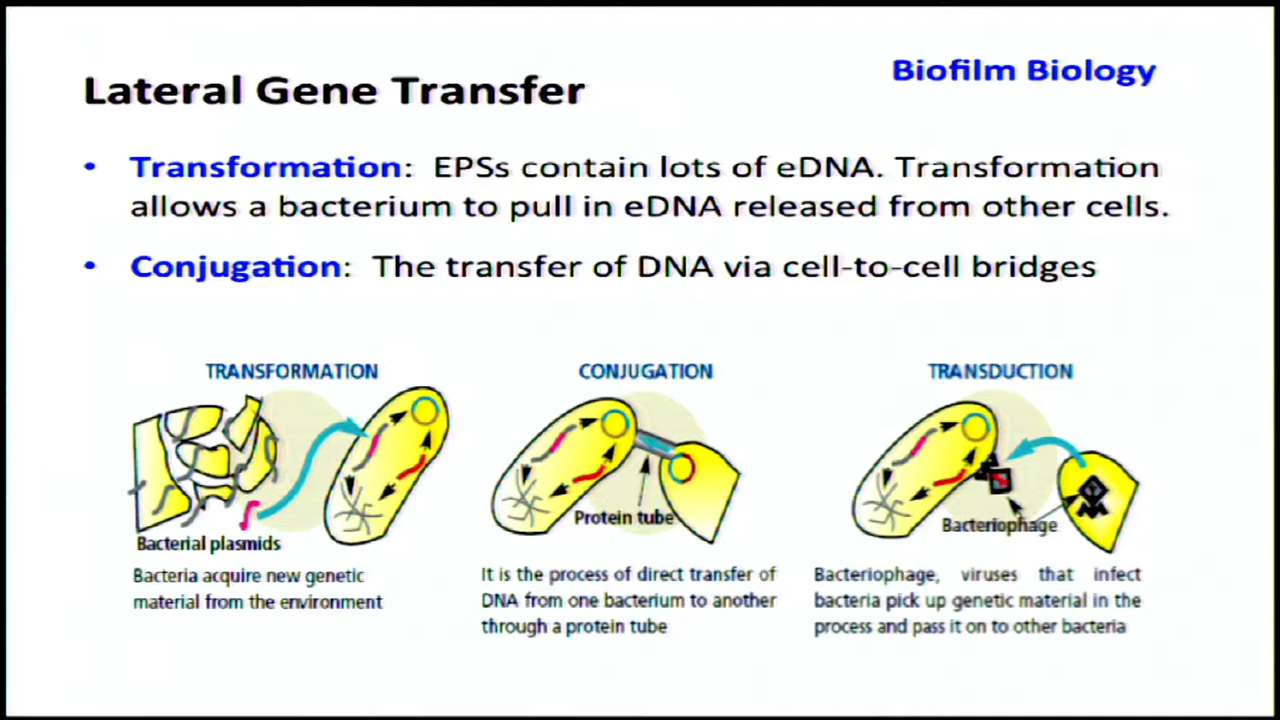 Biofilm Biology
Lateral Gene Transfer
• Transformation: EPSs contain lots of eDNA. Transformation
allows a bacterium to pull in eDNA released from other cells.
• Conjugation: The transfer of DNA via cell-to-cell bridges
TRANSFORMATION
Bacterial plasmids
Bacteria acquire new genetic
material from the environment
CONJUGATION
Protein tube
It is the process of direct transfer of
DNA from one bacterium to another
through a protein tube
TRANSDUCTION
Bacteriophage
Bacteriophage, viruses that infect
bacteria pick up genetic material in the
process and pass it on to other bacteria